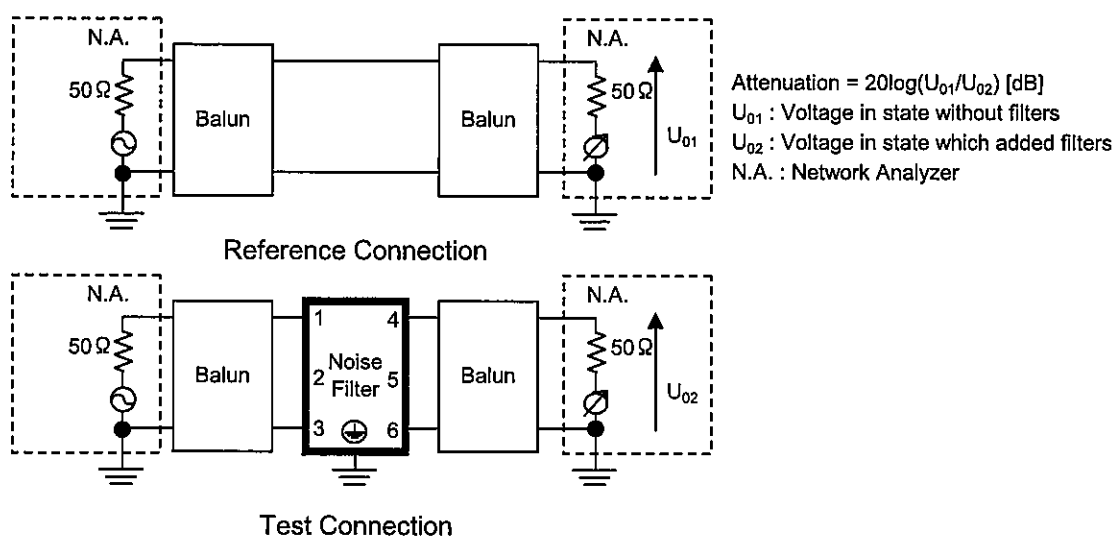 N.A.
50Ω
Balun
Balun
N.A.
50Ω
U01
Attenuation = 20log(U01/U02) [dB]
U01 : Voltage in state without filters
U02 : Voltage in state which added filters
N.A. : Network Analyzer
Reference Connection
N.A.
50Ω
Balun
1 4
2 Noise Filter 5
3 6
Balun
N.A.
50Ω
U02
Test Connection